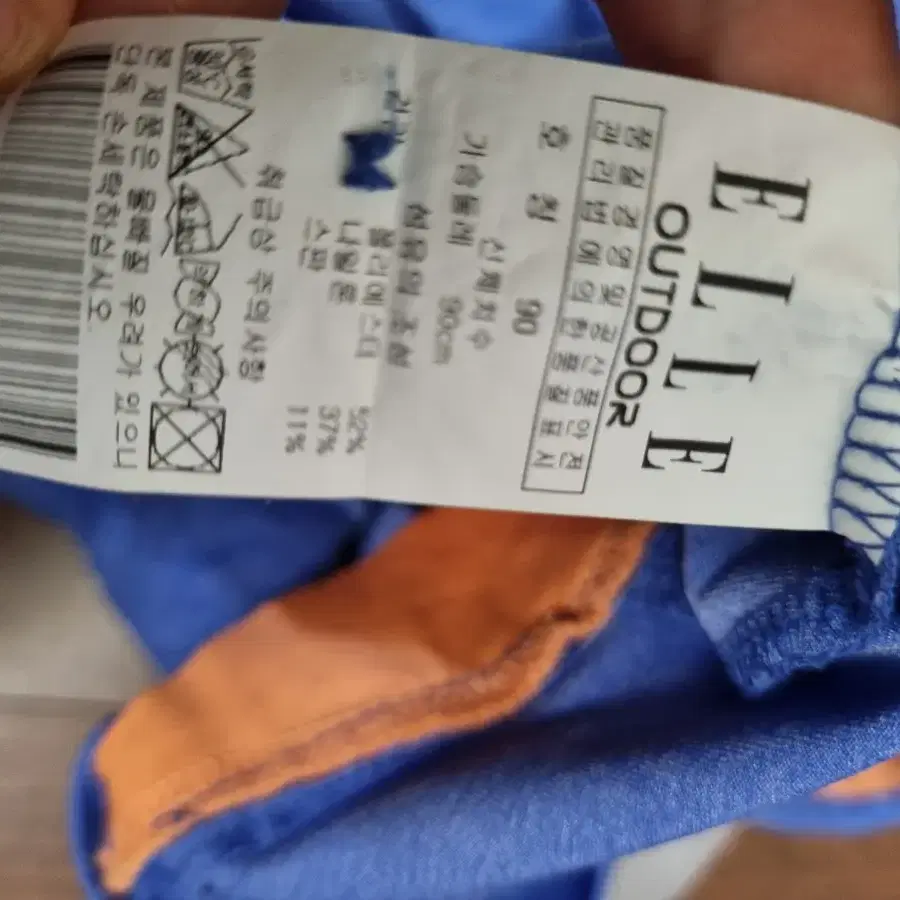 ELLE
OUTDOOR
품질경영및공산품안전
관리법에의한품질표시
호칭 90
신체치수
가슴둘레 90cm
섬유의 조성
겉감
폴리에스터 52%
나일론 37%
스판 11%
취급상 주의사항
본 제품은 올빠짐 우려가 있으니
단독 손세탁하십시오.